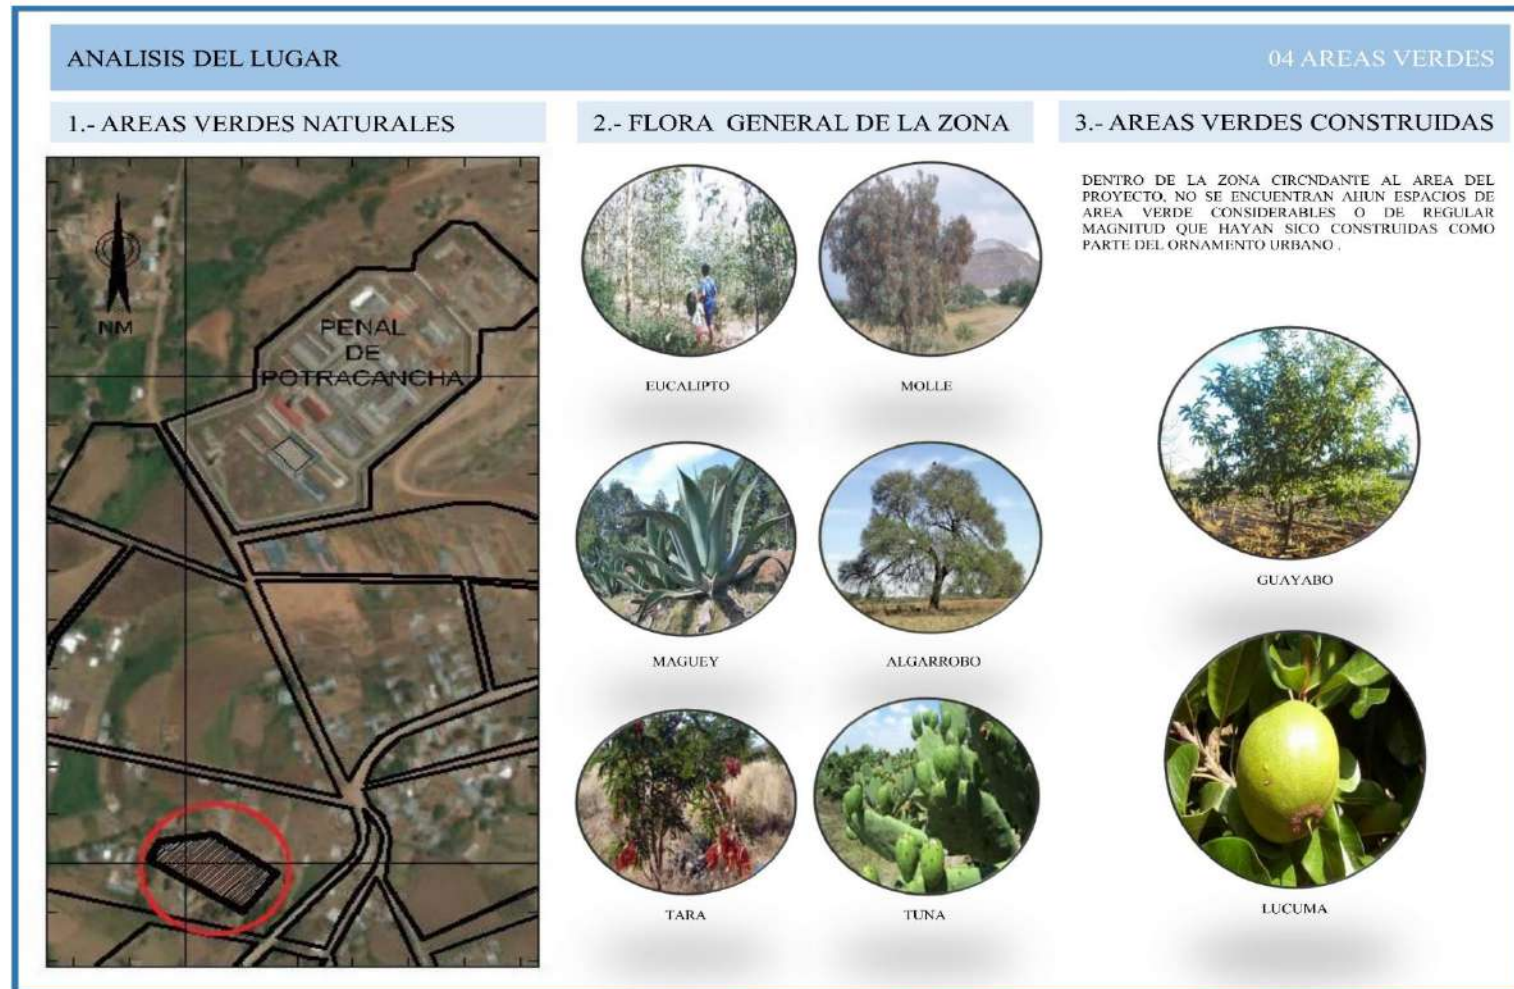 ANALISIS DEL LUGAR
04 AREAS VERDES
1.- AREAS VERDES NATURALES
NM
PENAL
DE
POTRACANCHA
2.- FLORA GENERAL DE LA ZONA
EUCALIPTO
MOLLE
MAGUEY
ALGARROBO
TARA
TUNA
3.- AREAS VERDES CONSTRUIDAS
DENTRO DE LA ZONA CIRCNDANTE AL AREA DEL
PROYECTO, NO SE ENCUENTRAN AHUN ESPACIOS DE
AREA VERDE CONSIDERABLES O DE REGULAR
MAGNITUD QUE HAYAN SICO CONSTRUIDAS COMO
PARTE DEL ORNAMENTO URBANO .
GUAYABO
LUCUMA